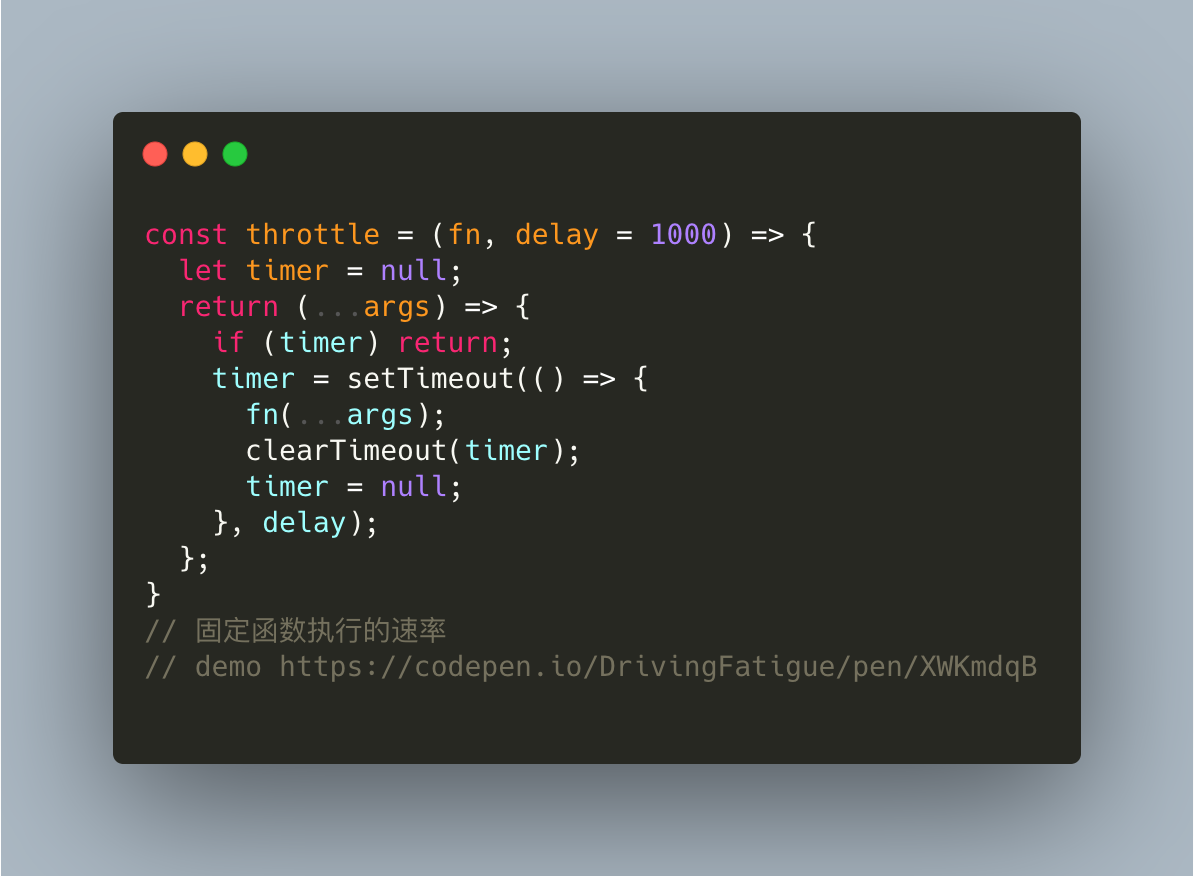 const throttle = (fn, delay = 1000) => {
  let timer = null;
  return (...args) => {
    if (timer) return;
    timer = setTimeout(() => {
      fn(...args);
      clearTimeout(timer);
      timer = null;
    }, delay);
  };
}
// 固定函数执行的速率
// demo https://codepen.io/DrivingFatigue/pen/XWKmdqB